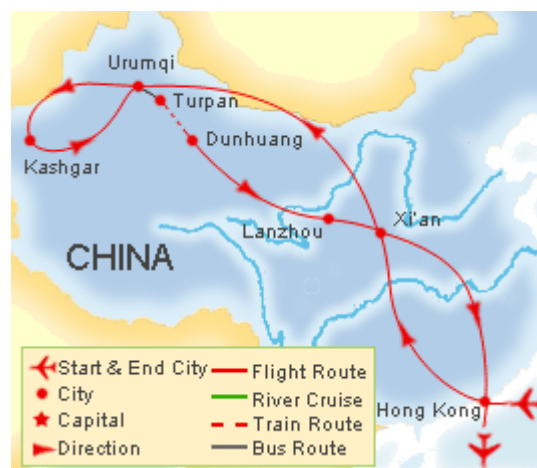 Urumqi
Turpan
Dunhuang
Kashgar
Lanzhou
Xi'an
CHINA
Hong Kong
Start & End City
City
Capital
Direction
Flight Route
River Cruise
Train Route
Bus Route